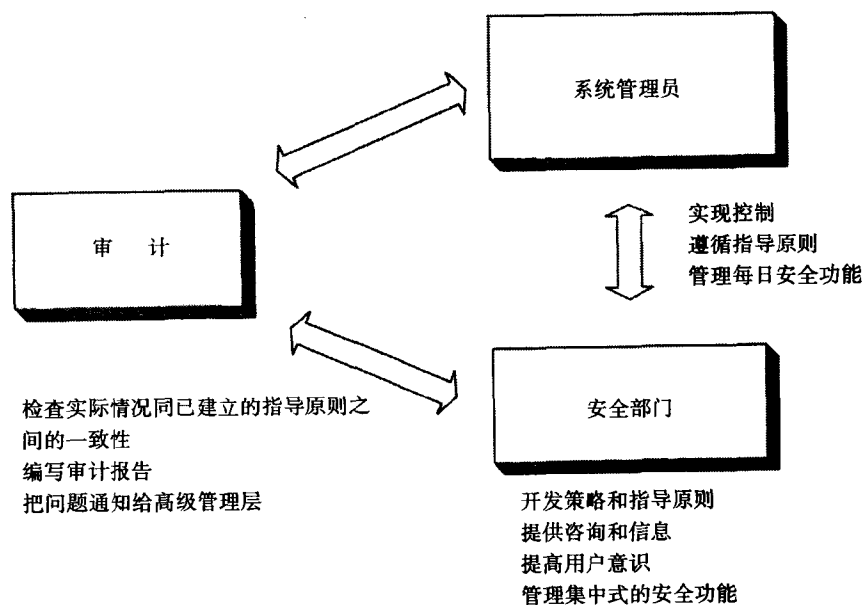 系统管理员
实现控制
遵循指导原则
管理每日安全功能
审 计
检查实际情况同已建立的指导原则之
间的一致性
编写审计报告
把问题通知给高级管理层
安全部门
开发策略和指导原则
提供咨询和信息
提高用户意识
管理集中式的安全功能